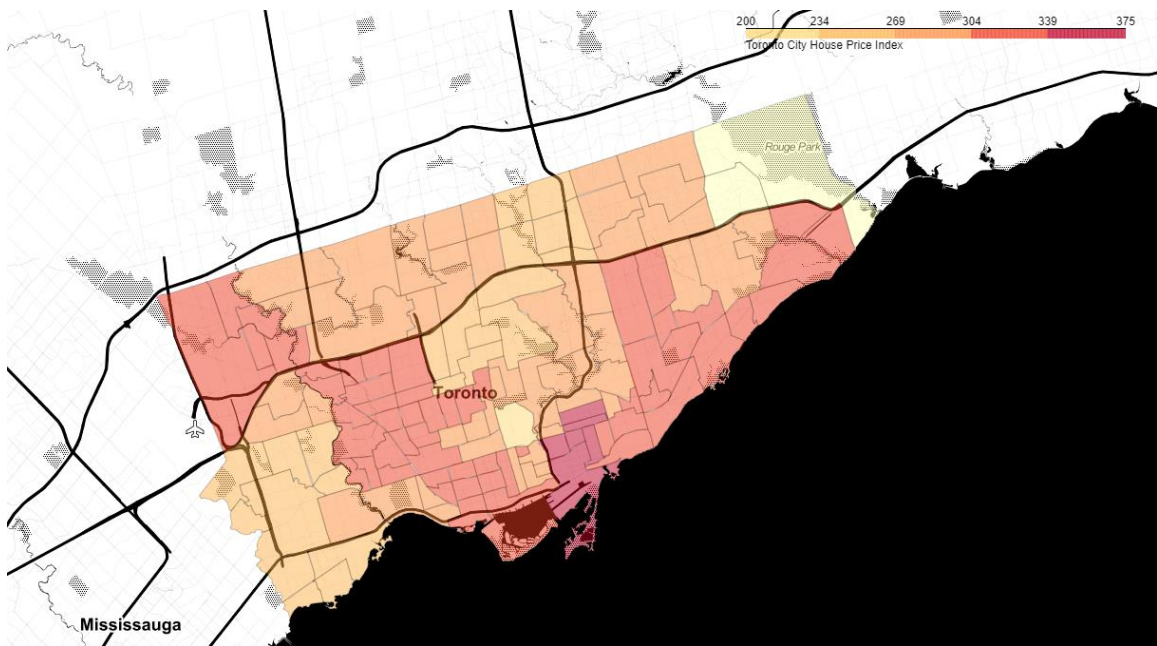 200 234 269 304 339 375
Toronto City House Price Index
Rouge Park
Toronto
Mississauga